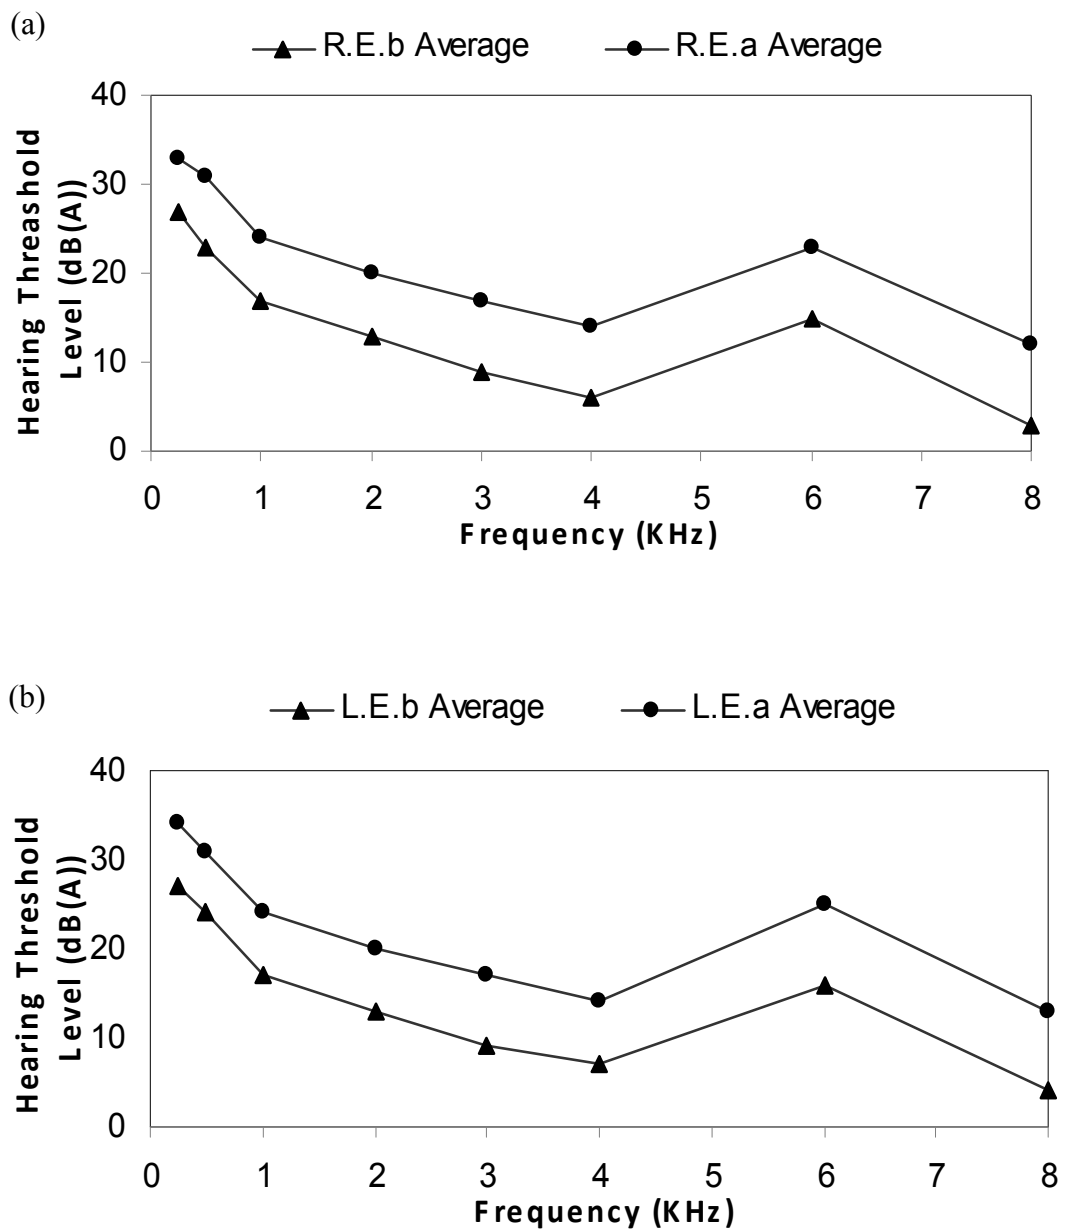 (a)
R.E.b Average R.E.a Average
Hearing Threashold
Level (dB(A))
40
30
20
10
0
0 1 2 3 4 5 6 7 8
Frequency (KHz)
(b)
L.E.b Average L.E.a Average
Hearing Threshold
Level (dB(A))
40
30
20
10
0
0 1 2 3 4 5 6 7 8
Frequency (KHz)